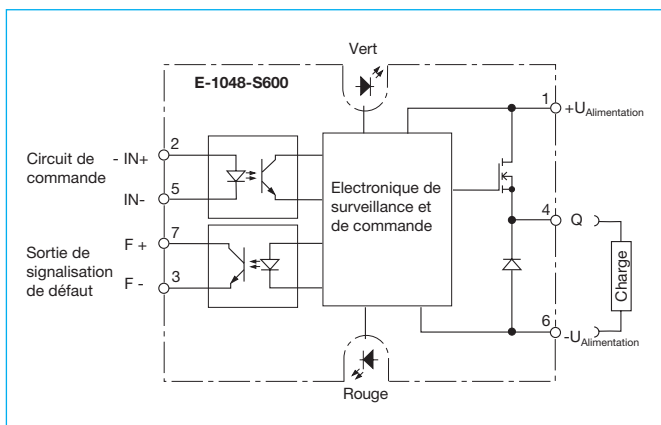 Vert
E-1048-S600
1
+UAlimentation
2
Circuit de
commande
- IN+
5
IN-
Electronique de
surveillance et
de commande
4
Q
7
F +
Sortie de
signalisation
de défaut
3
F -
Charge
6
-UAlimentation
Rouge